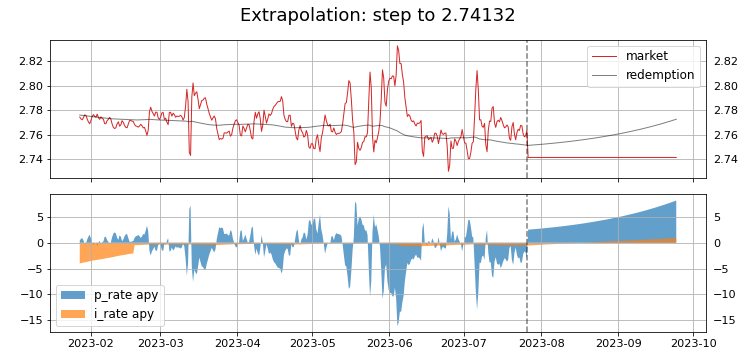 Extrapolation: step to 2.74132
market
redemption
2.82 2.82
2.80 2.80
2.78 2.78
2.76 2.76
2.74 2.74
5 5
0 0
−5 −5
−10 −10
−15 −15
p_rate apy
i_rate apy
2023-02 2023-03 2023-04 2023-05 2023-06 2023-07 2023-08 2023-09 2023-10